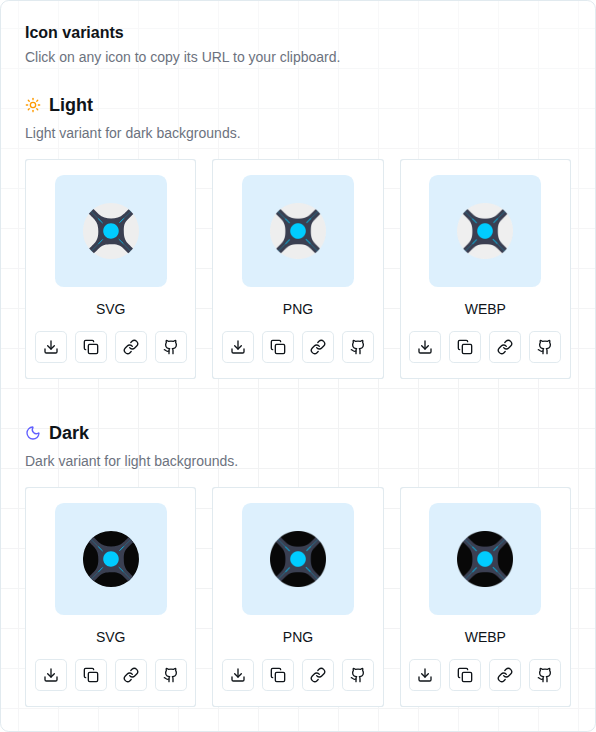 Icon variants
Click on any icon to copy its URL to your clipboard.
Light
Light variant for dark backgrounds.
SVG
PNG
WEBP
Dark
Dark variant for light backgrounds.
SVG
PNG
WEBP